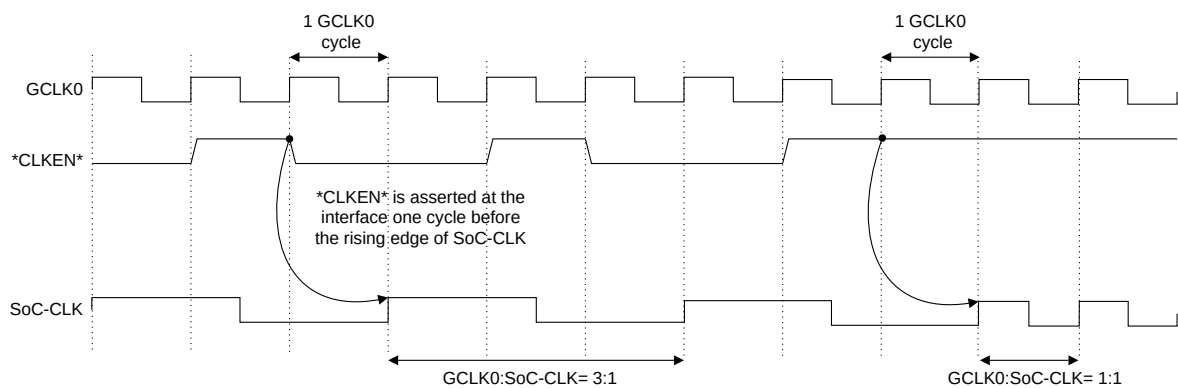 1 GCLK0
cycle
1 GCLK0
cycle
GCLK0
*CLKEN*
*CLKEN* is asserted at the
interface one cycle before
the rising edge of SoC-CLK
SoC-CLK
GCLK0:SoC-CLK= 3:1
GCLK0:SoC-CLK= 1:1